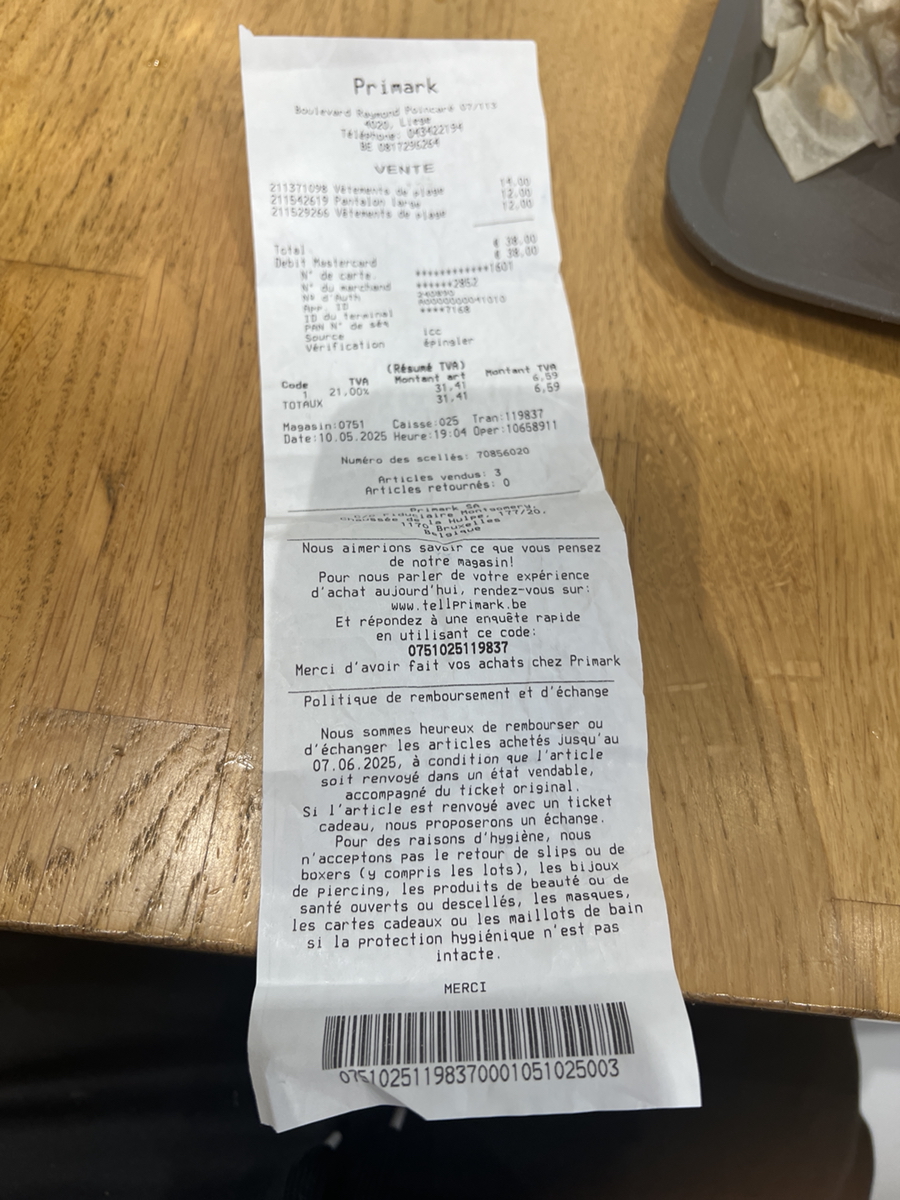 Primark
Boulevard Raymond Poincaré 07/113
4020, Liege
Téléphone: 043422194
BE 0817296264
VENTE
211371098 Vêtements de plage 14.00
211542619 Pantalon large 12.00
211529266 Vêtements de plage 12.00
Total € 38.00
Debit Mastercard € 38.00
N° de carte. ************1601
N° du marchand ******2852
N° d'Auth
App. ID A0000000041010
ID du terminal ****7168
PAN N° de séq
Source icc
Vérification épingler
(Résumé TVA)
Code TVA Montant art Montant TVA
1 21,00% 31,41 6,59
TOTAUX 31,41 6,59
Magasin:0751 Caisse:025 Tran:119837
Date:10.05.2025 Heure:19:04 Oper:10658911
Numéro des scellés: 70856020
Articles vendus: 3
Articles retournés: 0
Primark SA
c/o Fiduciaire Montgomery,
Chaussée de la Hulpe, 177/20,
1170 Bruxelles
Belgique
Nous aimerions savoir ce que vous pensez
de notre magasin!
Pour nous parler de votre expérience
d'achat aujourd'hui, rendez-vous sur:
www.tellprimark.be
Et répondez à une enquête rapide
en utilisant ce code:
0751025119837
Merci d'avoir fait vos achats chez Primark
Politique de remboursement et d'échange
Nous sommes heureux de rembourser ou
d'échanger les articles achetés jusqu'au
07.06.2025, à condition que l'article
soit renvoyé dans un état vendable,
accompagné du ticket original.
Si l'article est renvoyé avec un ticket
cadeau, nous proposerons un échange.
Pour des raisons d'hygiène, nous
n'acceptons pas le retour de slips ou de
boxers (y compris les lots), les bijoux
de piercing, les produits de beauté ou de
santé ouverts ou descellés, les masques,
les cartes cadeaux ou les maillots de bain
si la protection hygiénique n'est pas
intacte.
MERCI
07510251198370001051025003